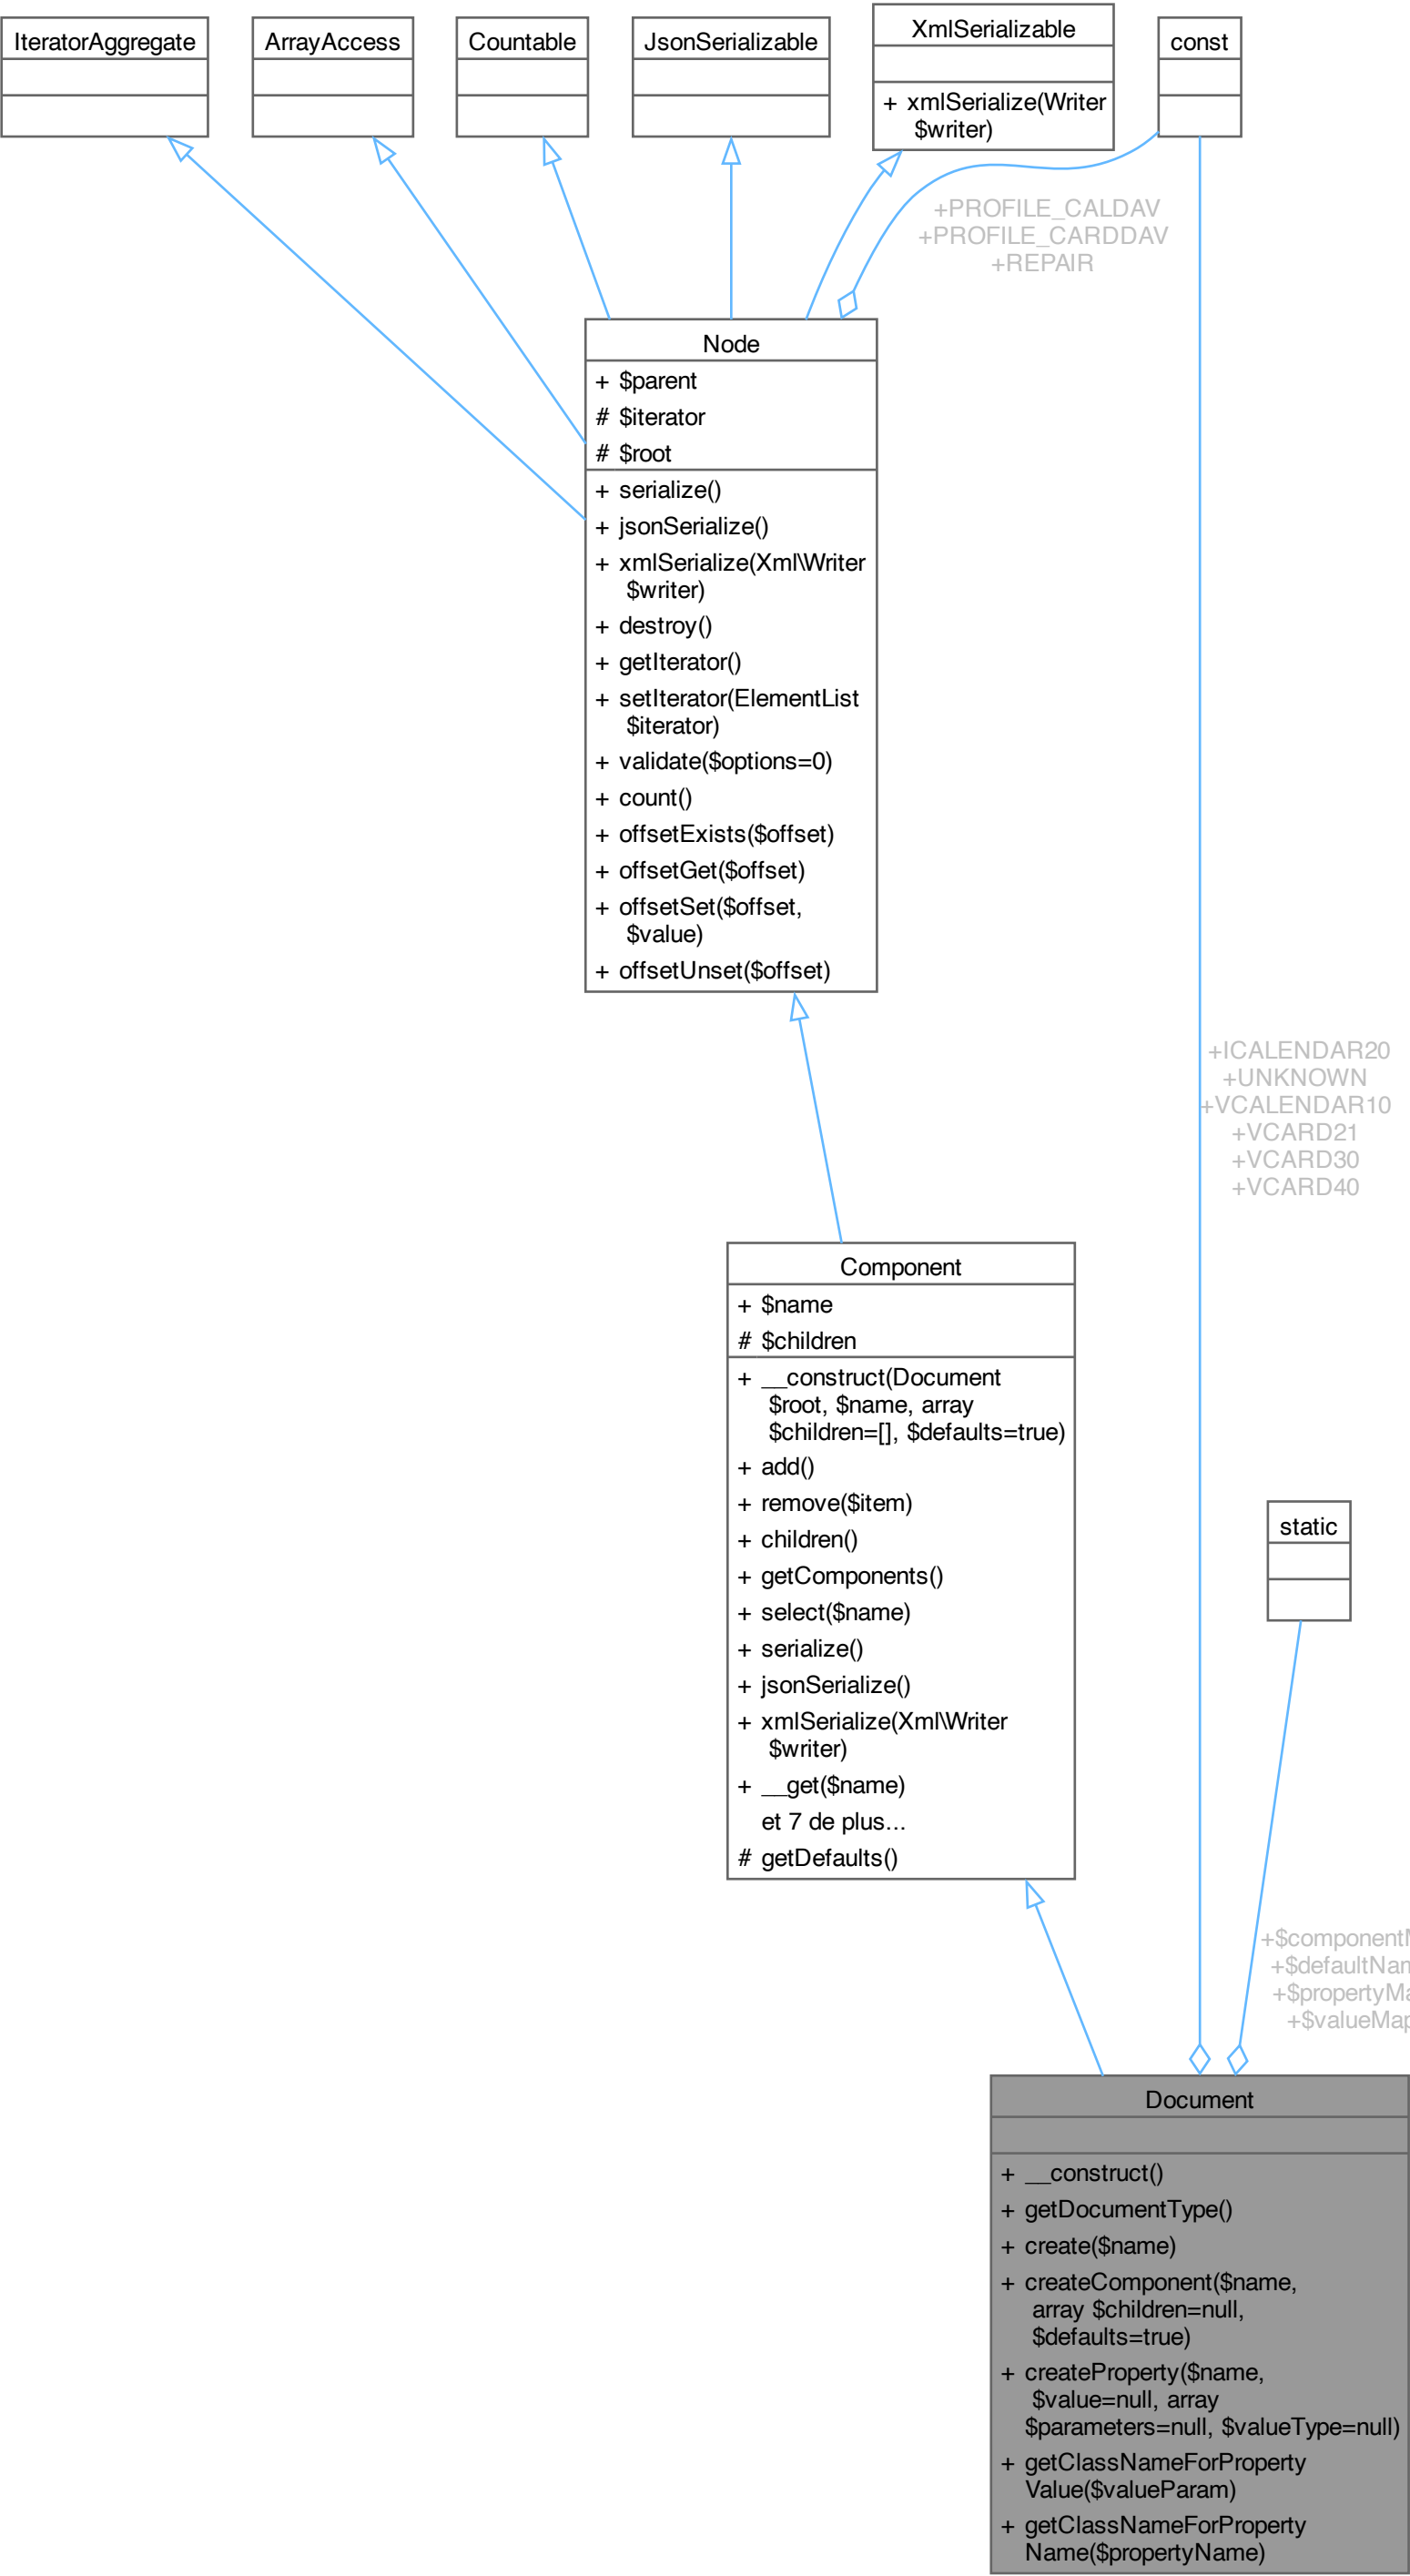 IteratorAggregate
ArrayAccess
Countable
JsonSerializable
XmlSerializable
+ xmlSerialize(Writer
$writer)
const
+PROFILE_CALDAV
+PROFILE_CARDDAV
+REPAIR
Node
+ $parent
# $iterator
# $root
+ serialize()
+ jsonSerialize()
+ xmlSerialize(Xml\Writer
$writer)
+ destroy()
+ getIterator()
+ setIterator(ElementList
$iterator)
+ validate($options=0)
+ count()
+ offsetExists($offset)
+ offsetGet($offset)
+ offsetSet($offset,
$value)
+ offsetUnset($offset)
+ICALENDAR20
+UNKNOWN
+VCALENDAR10
+VCARD21
+VCARD30
+VCARD40
Component
+ $name
# $children
+ __construct(Document
$root, $name, array
$children=[], $defaults=true)
+ add()
+ remove($item)
+ children()
+ getComponents()
+ select($name)
+ serialize()
+ jsonSerialize()
+ xmlSerialize(Xml\Writer
$writer)
+ __get($name)
et 7 de plus...
# getDefaults()
static
+$valueMap
Document
+ __construct()
+ getDocumentType()
+ create($name)
+ createComponent($name,
array $children=null,
$defaults=true)
+ createProperty($name,
$value=null, array
$parameters=null, $valueType=null)
+ getClassNameForProperty
Value($valueParam)
+ getClassNameForProperty
Name($propertyName)